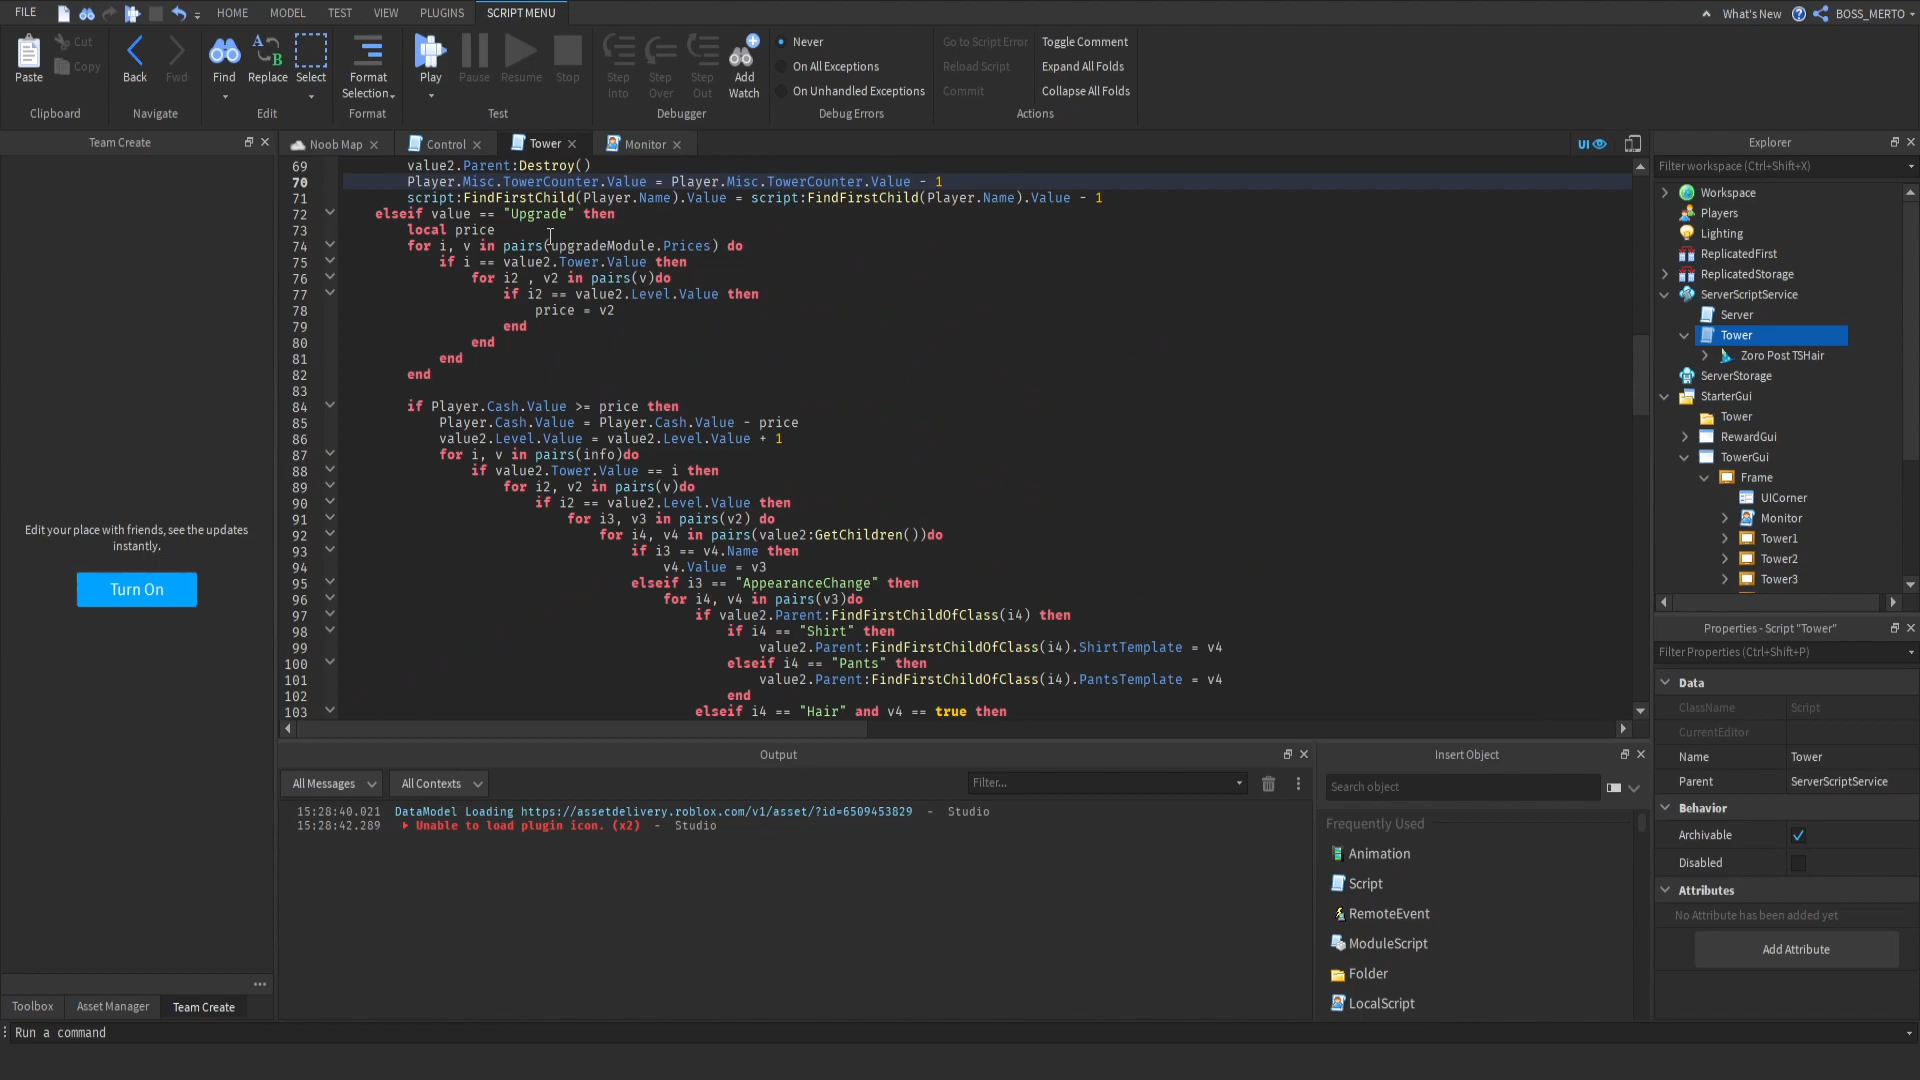 FILE HOME MODEL TEST VIEW PLUGINS SCRIPT MENU What's New BOSS_MERTO
Paste Cut Copy
Clipboard
Back Fwd
Navigate
Find Replace Select
Edit
Format Selection
Format
Play Pause Resume Stop
Test
Step Into Step Over Step Out Add Watch
Debugger
Never
On All Exceptions
On Unhandled Exceptions
Debug Errors
Go to Script Error
Reload Script
Commit
Toggle Comment
Expand All Folds
Collapse All Folds
Actions
Team Create
Edit your place with friends, see the updates
instantly.
Turn On
Toolbox Asset Manager Team Create
Noob Map Control Tower Monitor UI
69 value2.Parent:Destroy()
70 Player.Misc.TowerCounter.Value = Player.Misc.TowerCounter.Value - 1
71 script:FindFirstChild(Player.Name).Value = script:FindFirstChild(Player.Name).Value - 1
72 elseif value == "Upgrade" then
73 local price
74 for i, v in pairs(upgradeModule.Prices) do
75 if i == value2.Tower.Value then
76 for i2 , v2 in pairs(v)do
77 if i2 == value2.Level.Value then
78 price = v2
79 end
80 end
81 end
82 end
83
84 if Player.Cash.Value >= price then
85 Player.Cash.Value = Player.Cash.Value - price
86 value2.Level.Value = value2.Level.Value + 1
87 for i, v in pairs(info)do
88 if value2.Tower.Value == i then
89 for i2, v2 in pairs(v)do
90 if i2 == value2.Level.Value then
91 for i3, v3 in pairs(v2) do
92 for i4, v4 in pairs(value2:GetChildren())do
93 if i3 == v4.Name then
94 v4.Value = v3
95 elseif i3 == "AppearanceChange" then
96 for i4, v4 in pairs(v3)do
97 if value2.Parent:FindFirstChildOfClass(i4) then
98 if i4 == "Shirt" then
99 value2.Parent:FindFirstChildOfClass(i4).ShirtTemplate = v4
100 elseif i4 == "Pants" then
101 value2.Parent:FindFirstChildOfClass(i4).PantsTemplate = v4
102 end
103 elseif i4 == "Hair" and v4 == true then
Output
All Messages All Contexts Filter...
15:28:40.021 DataModel Loading https://assetdelivery.roblox.com/v1/asset/?id=6509453829 - Studio
15:28:42.289 Unable to load plugin icon. (x2) - Studio
Insert Object
Search object
Frequently Used
Animation
Script
RemoteEvent
ModuleScript
Folder
LocalScript
Explorer
Filter workspace (Ctrl+Shift+X)
Workspace
Players
Lighting
ReplicatedFirst
ReplicatedStorage
ServerScriptService
Server
Tower
Zoro Post TSHair
ServerStorage
StarterGui
Tower
RewardGui
TowerGui
Frame
UICorner
Monitor
Tower1
Tower2
Tower3
Properties - Script "Tower"
Filter Properties (Ctrl+Shift+P)
Data
ClassName Script
CurrentEditor
Name Tower
Parent ServerScriptService
Behavior
Archivable
Disabled
Attributes
No Attribute has been added yet
Add Attribute
Run a command